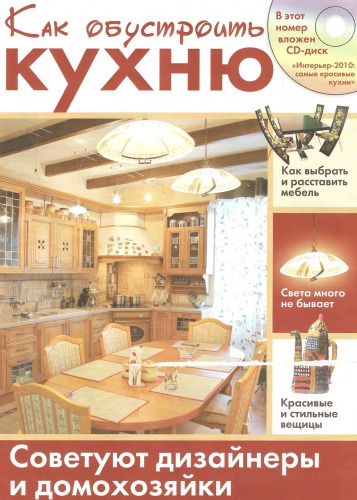 Как обустроить
КУХНЮ
В этот
номер
вложен
CD-диск
«Интерьер-2010:
самые красивые
кухни»
Как выбрать
и расставить
мебель
Света много
не бывает
Красивые
и стильные
вещицы
Советуют дизайнеры
и домохозяйки